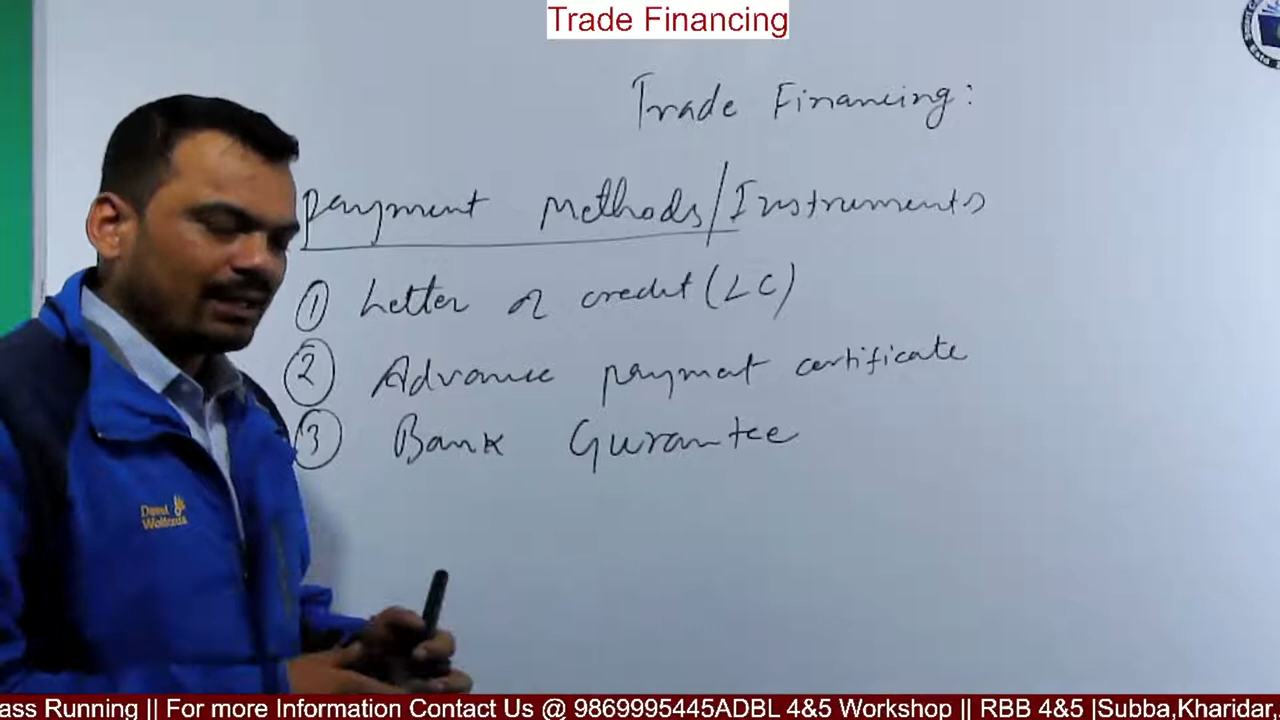 Trade Financing
Trade Financing:
Payment Methods/Instruments
① Letter of credit (LC)
② Advance payment certificate
③ Bank Gurantee
ass Running || For more Information Contact Us @ 9869995445ADBL 4&5 Workshop || RBB 4&5 |Subba,Kharidar,